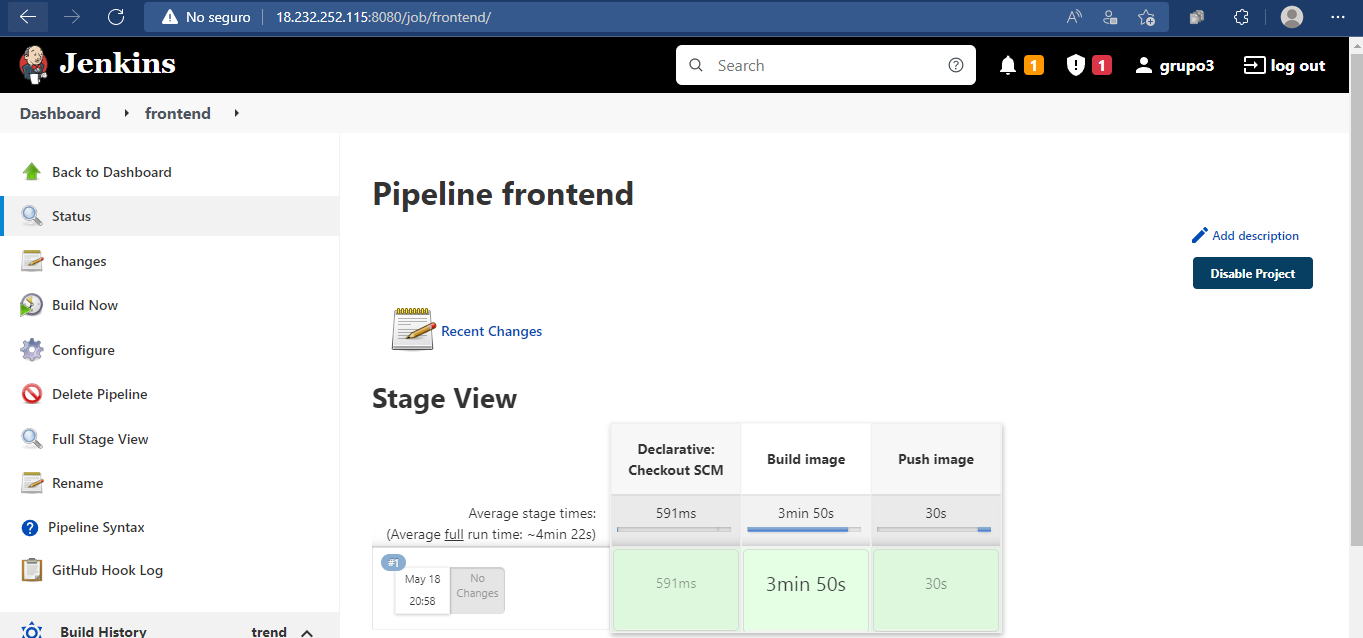 No seguro
18.232.252.115:8080/job/frontend/
Jenkins
Search
1
1
grupo3
log out
Dashboard
frontend
Back to Dashboard
Status
Changes
Build Now
Configure
Delete Pipeline
Full Stage View
Rename
Pipeline Syntax
GitHub Hook Log
Build History
trend
Pipeline frontend
Add description
Disable Project
Recent Changes
Stage View
Declarative:
Checkout SCM
Build image
Push image
Average stage times:
(Average full run time: ~4min 22s)
591ms
3min 50s
30s
#1
May 18
20:58
No
Changes
591ms
3min 50s
30s